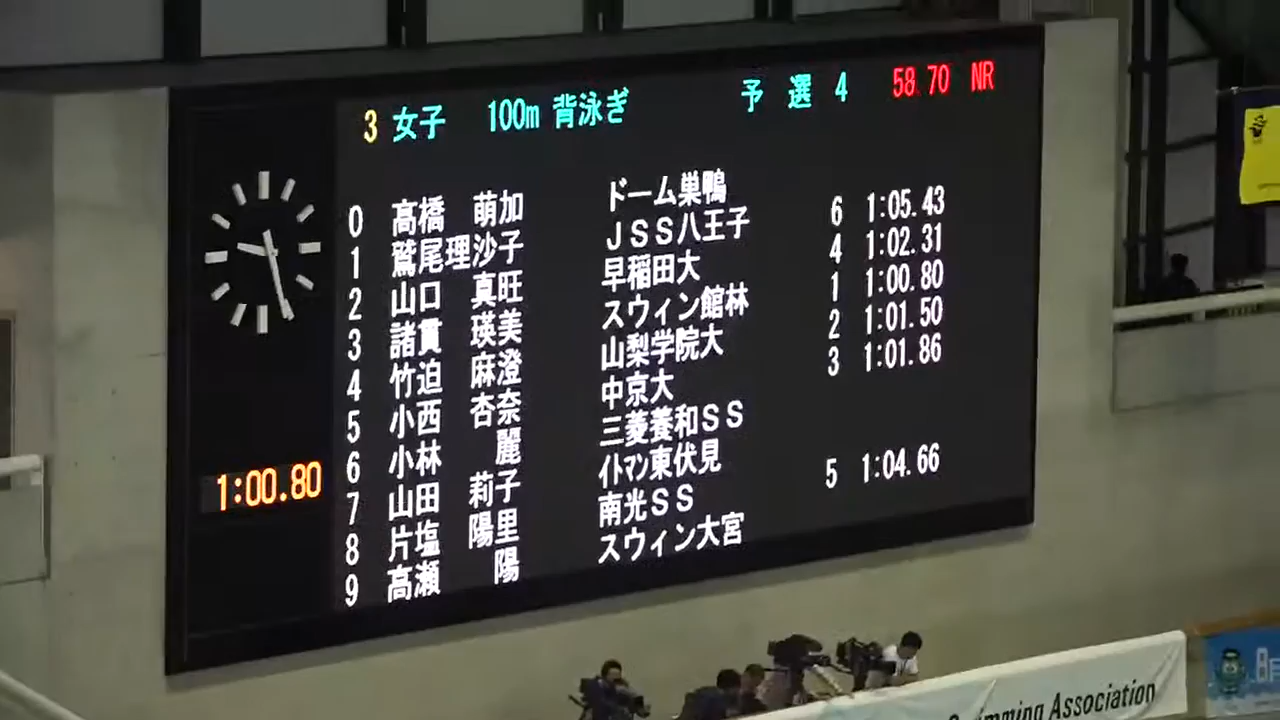 3 女子 100m 背泳ぎ 予選 4 58.70 NR
0 高橋 萌加 ドーム巣鴨
1 鷲尾理沙子 ＪＳＳ八王子 6 1:05.43
2 山口 真旺 早稲田大 4 1:02.31
3 諸貫 瑛美 スウィン館林 1 1:00.80
4 竹迫 麻澄 山梨学院大 2 1:01.50
5 小西 杏奈 中京大 3 1:01.86
6 小林 麗 三菱養和ＳＳ
7 山田 莉子 ｲﾄﾏﾝ東伏見
8 片塩 陽里 南光ＳＳ 5 1:04.66
9 高瀬 陽 スウィン大宮
1:00.80
Swimming Association